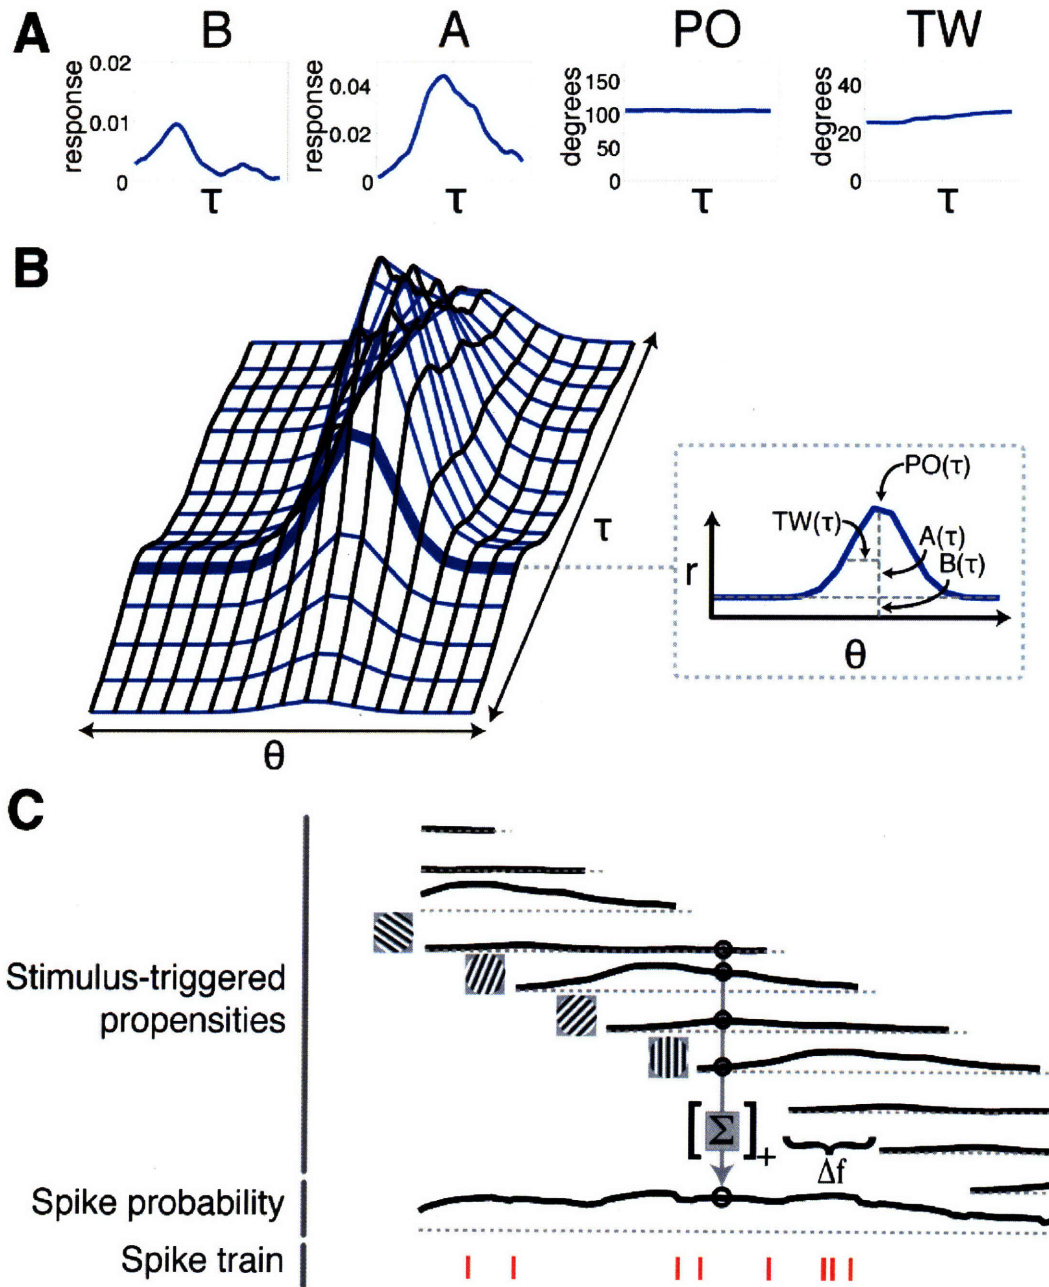 A
B
A
PO
TW
response
0.02
0.01
0
τ
response
0.04
0.02
0
τ
degrees
150
100
50
0
τ
degrees
40
20
0
τ
B
τ
θ
PO(τ)
TW(τ)
A(τ)
B(τ)
r
θ
C
Stimulus-triggered
propensities
[Σ]+
Δf
Spike probability
Spike train